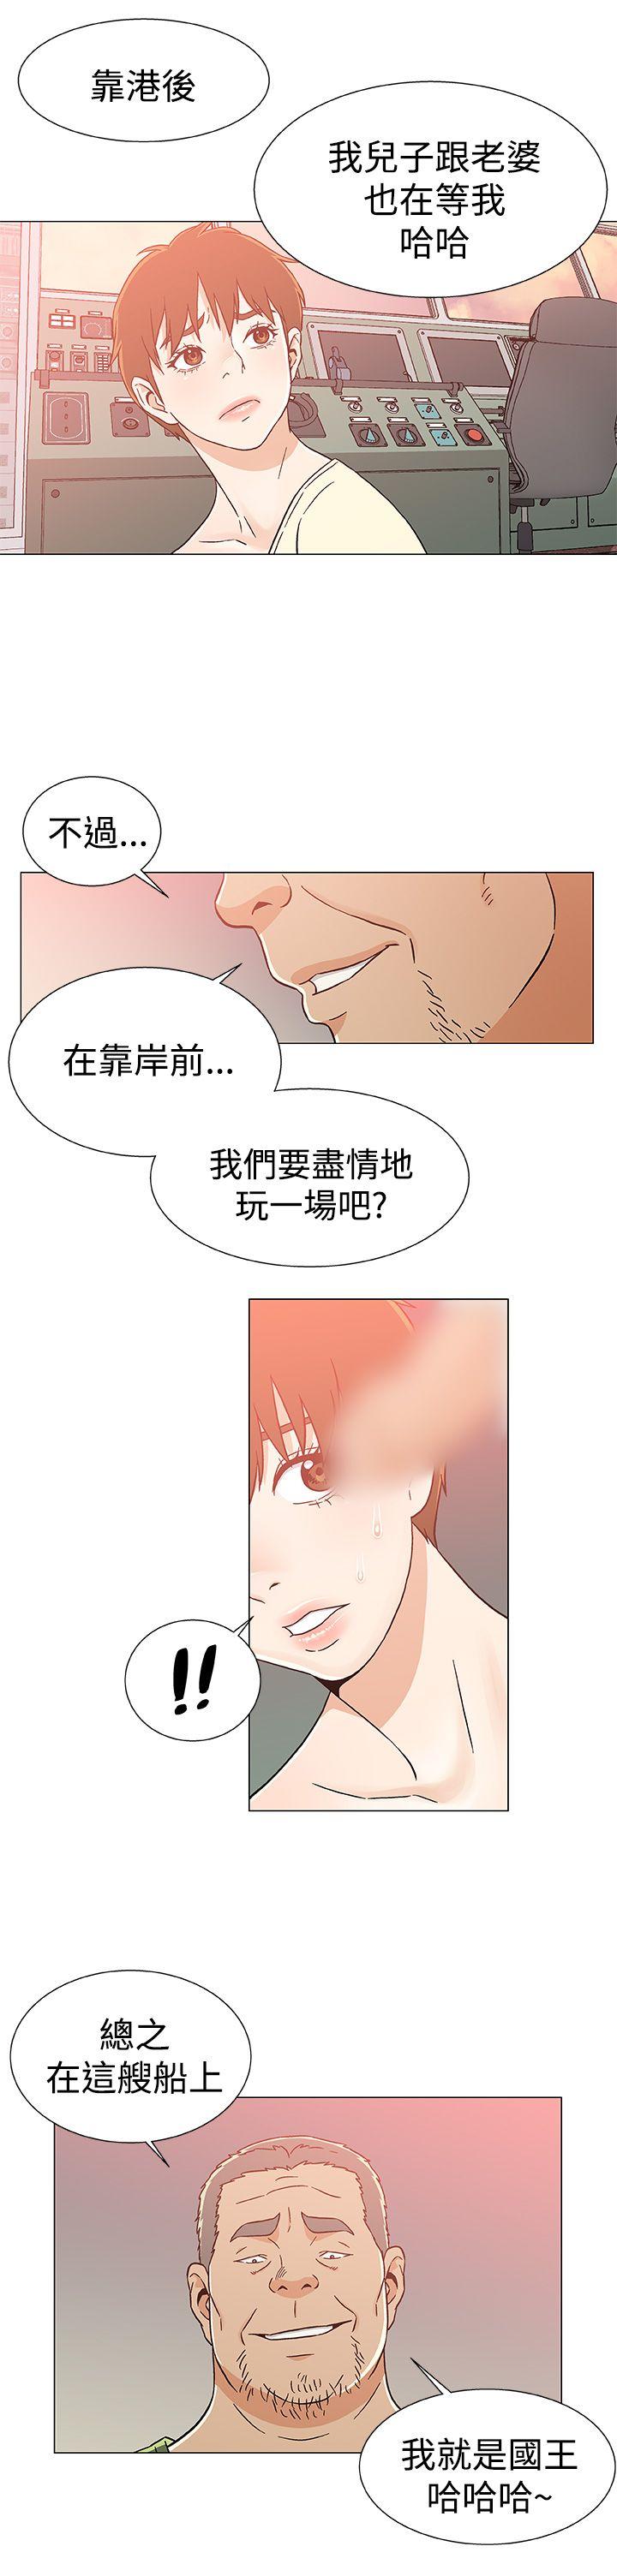 靠港後
我兒子跟老婆
也在等我
哈哈
不過...
在靠岸前...
我們要盡情地
玩一場吧?
!!
總之
在這艘船上
我就是國王
哈哈哈~